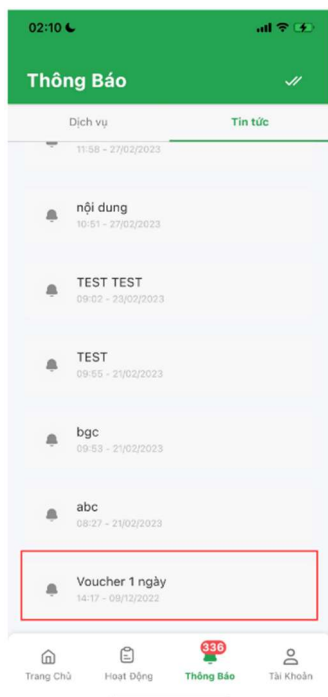 02:10
Thông Báo
Dịch vụ
Tin tức
11:58 - 27/02/2023
nội dung
10:51 - 27/02/2023
TEST TEST
09:02 - 23/02/2023
TEST
09:55 - 21/02/2023
bgc
09:53 - 21/02/2023
abc
08:27 - 21/02/2023
Voucher 1 ngày
14:17 - 09/12/2022
336
Trang Chủ
Hoạt Động
Thông Báo
Tài Khoản